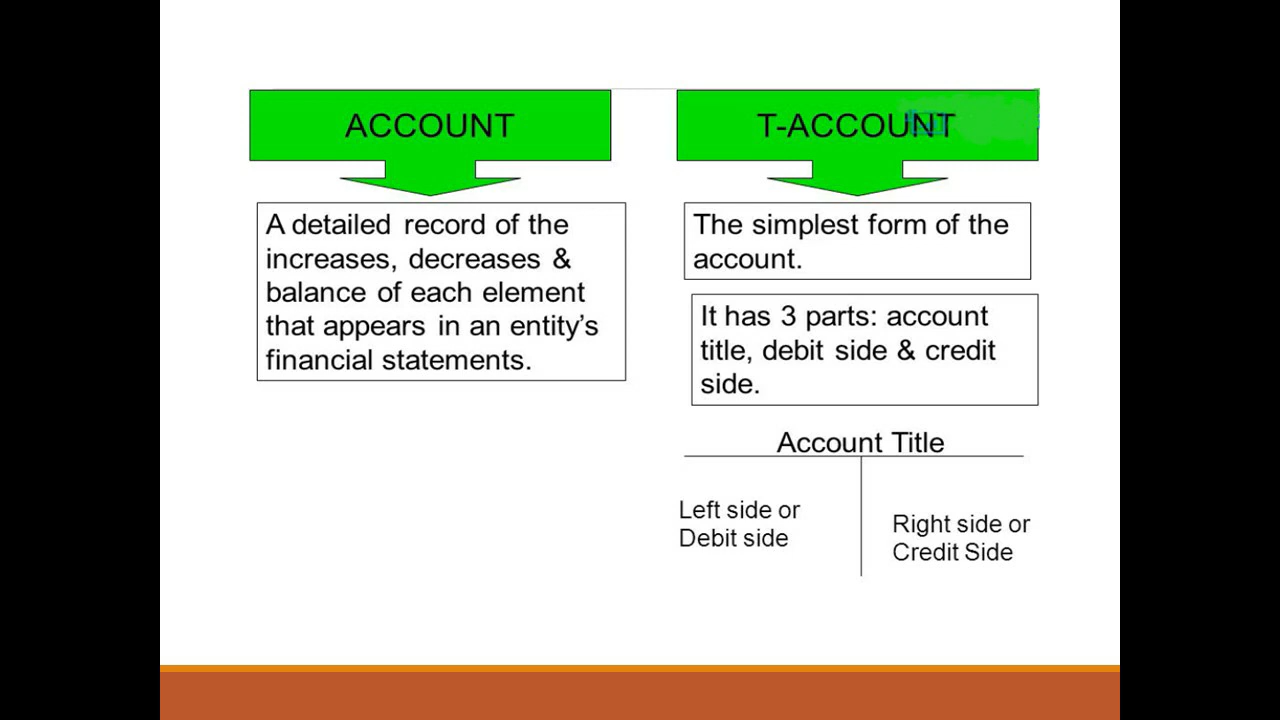 ACCOUNT
A detailed record of the
increases, decreases &
balance of each element
that appears in an entity’s
financial statements.
T-ACCOUNT
The simplest form of the
account.
It has 3 parts: account
title, debit side & credit
side.
Account Title
Left side or
Debit side
Right side or
Credit Side